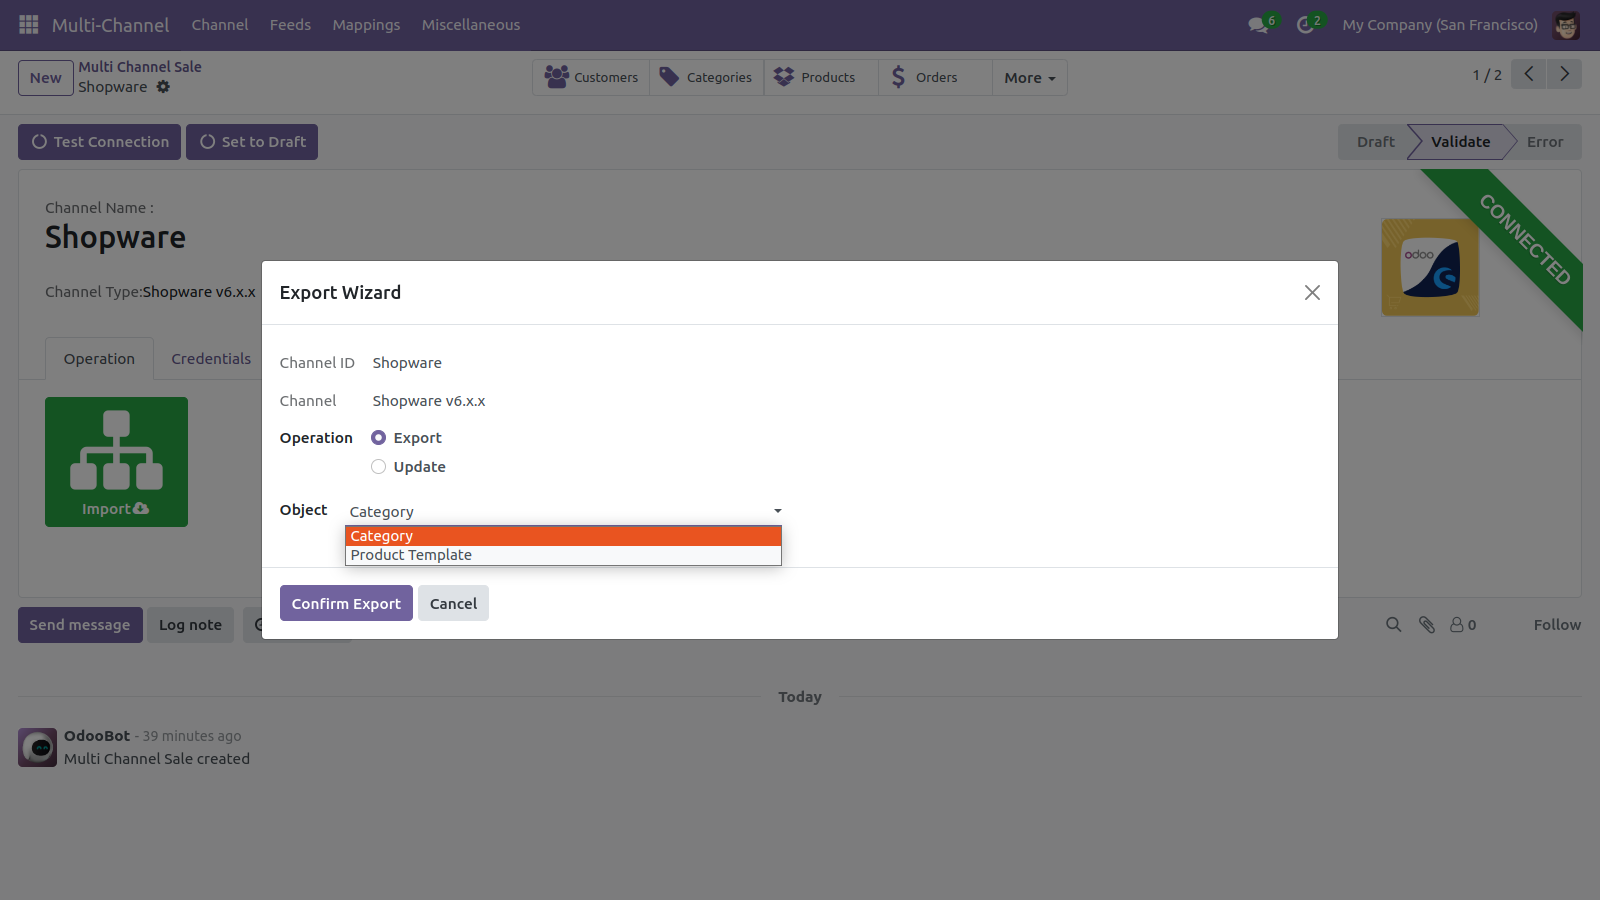 Multi-Channel Channel Feeds Mappings Miscellaneous 6 2 My Company (San Francisco)
New Multi Channel Sale
Shopware
Customers Categories Products Orders More 1 / 2
Test Connection Set to Draft Draft Validate Error
Channel Name :
Shopware
CONNECTED
odoo
Channel Type:Shopware v6.x.x
Operation Credentials
Import
Export Wizard
Channel ID Shopware
Channel Shopware v6.x.x
Operation Export
Update
Object Category
Category
Product Template
Confirm Export Cancel
Send message Log note 0 Follow
Today
OdooBot - 39 minutes ago
Multi Channel Sale created